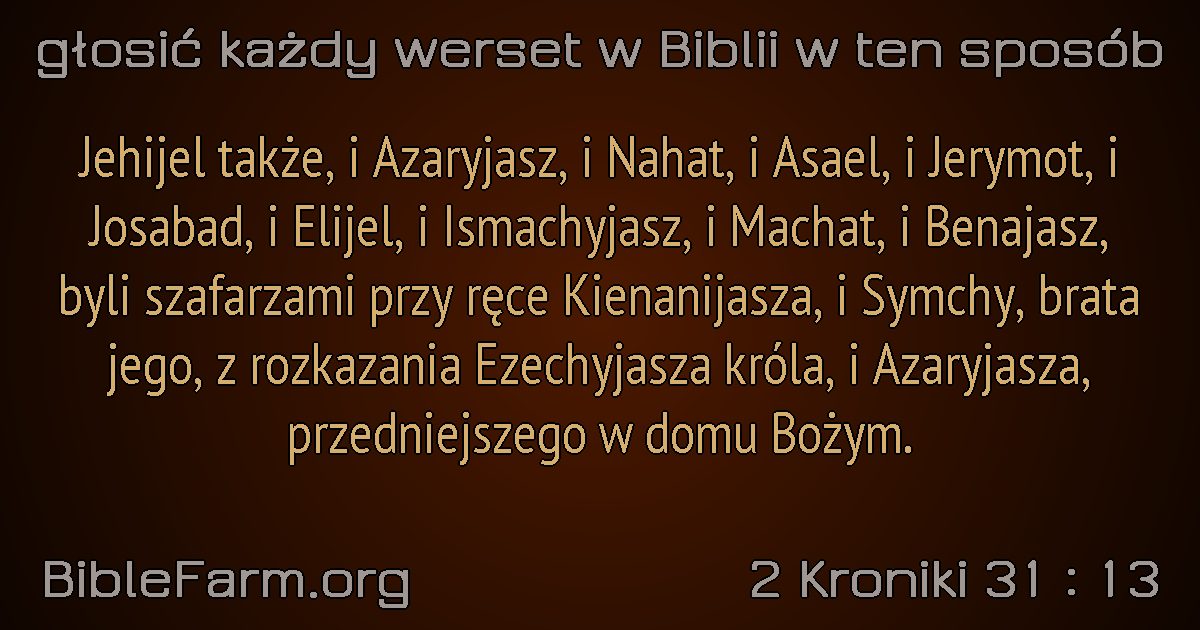 głosić każdy werset w Biblii w ten sposób
Jehijel także, i Azaryjasz, i Nahat, i Asael, i Jerymot, i
Josabad, i Elijel, i Ismachyjasz, i Machat, i Benajasz,
byli szafarzami przy ręce Kienanijasza, i Symchy, brata
jego, z rozkazania Ezechyjasza króla, i Azaryjasza,
przedniejszego w domu Bożym.
BibleFarm.org
2 Kroniki 31 : 13